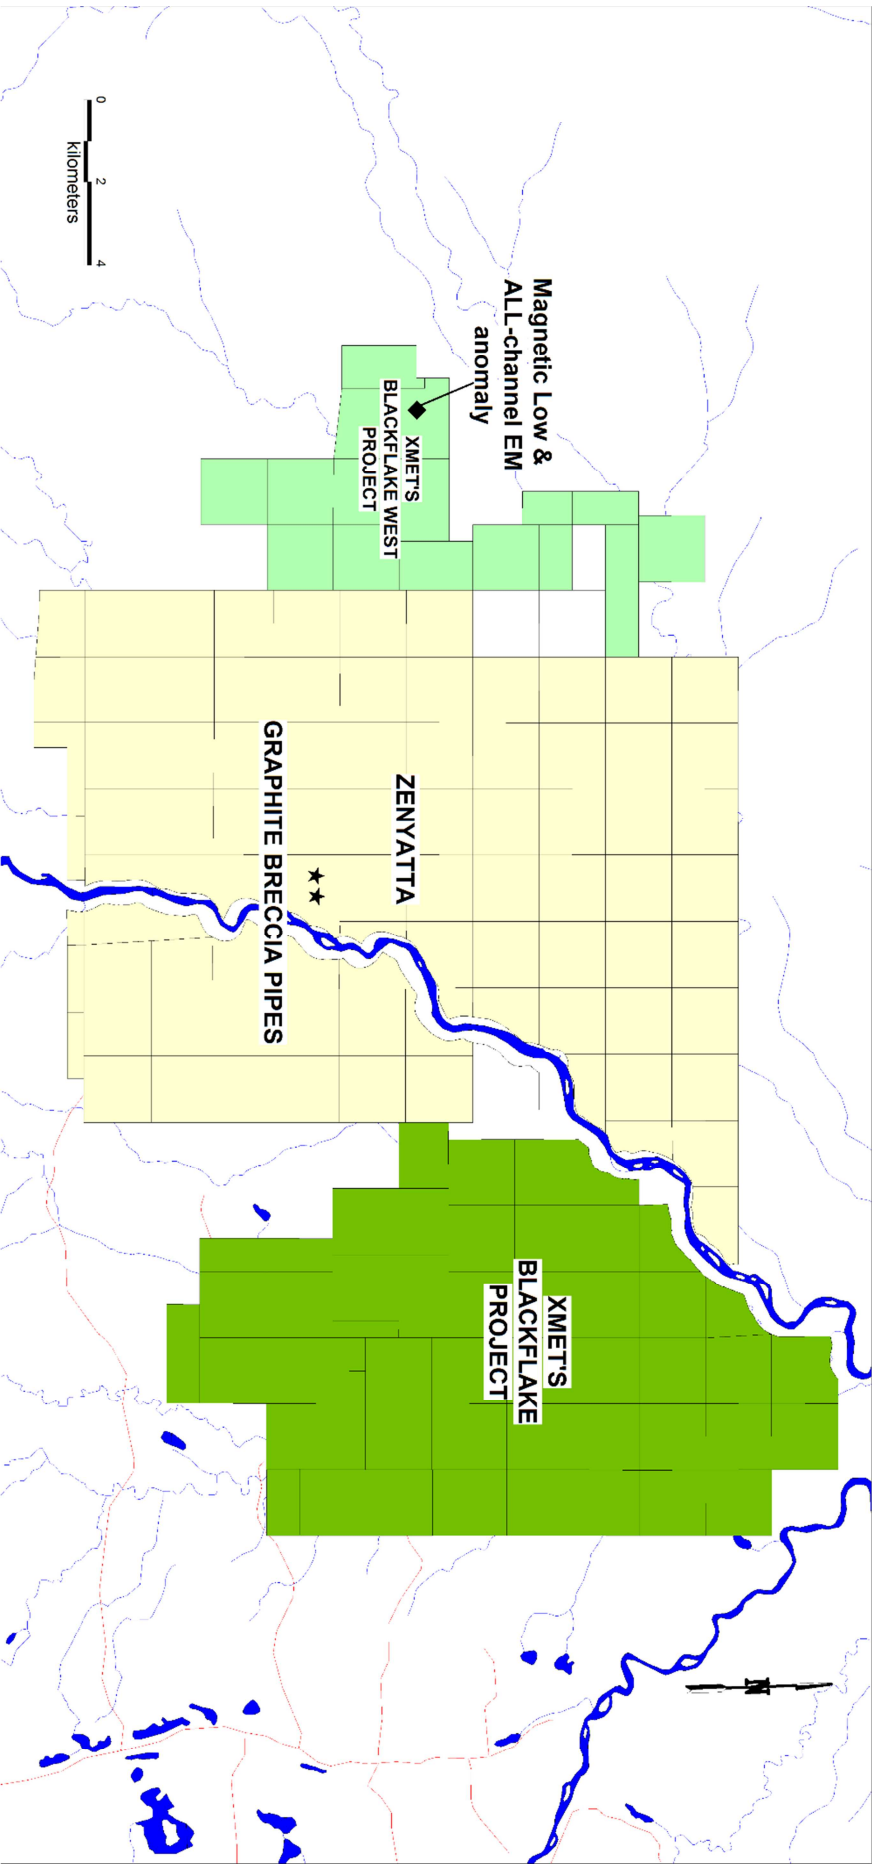 Magnetic Low &
ALL-channel EM
anomaly
XMET'S
BLACKFLAKE WEST
PROJECT
ZENYATTA
GRAPHITE BRECCIA PIPES
XMET'S
BLACKFLAKE
PROJECT
N
0 2 4
kilometers